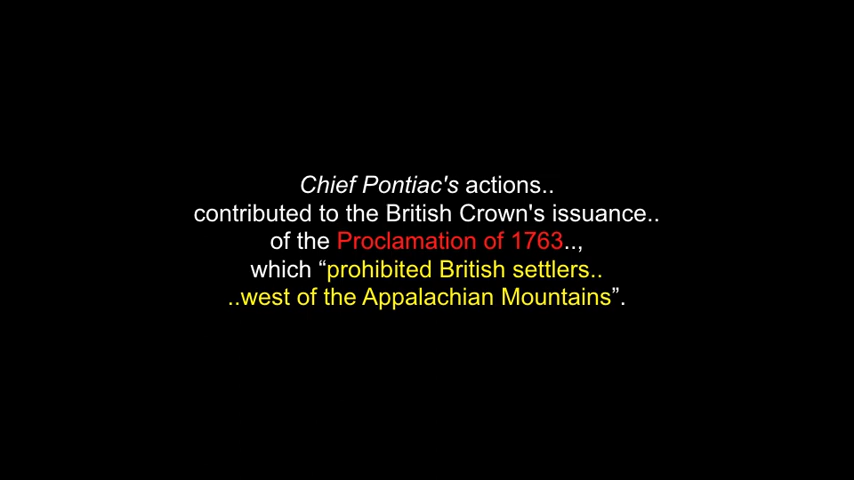 Chief Pontiac's actions..
contributed to the British Crown's issuance..
of the Proclamation of 1763..,
which “prohibited British settlers..
..west of the Appalachian Mountains”.